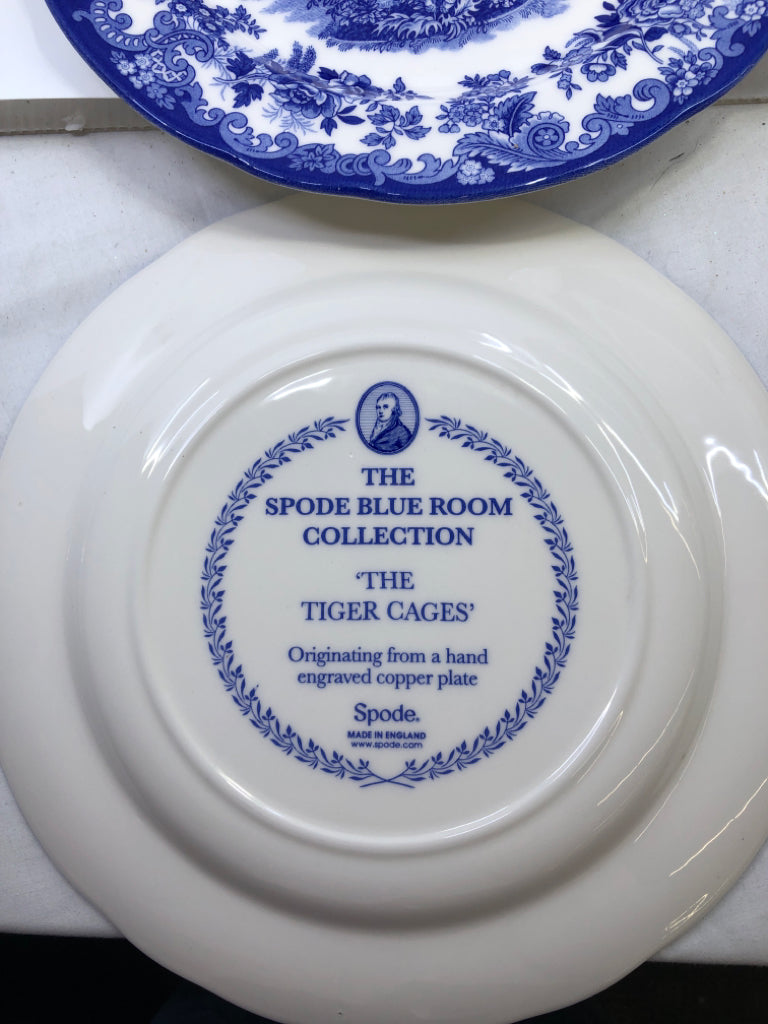 THE
SPODE BLUE ROOM
COLLECTION
‘THE
TIGER CAGES’
Originating from a hand
engraved copper plate
Spode.
MADE IN ENGLAND
www.spode.com